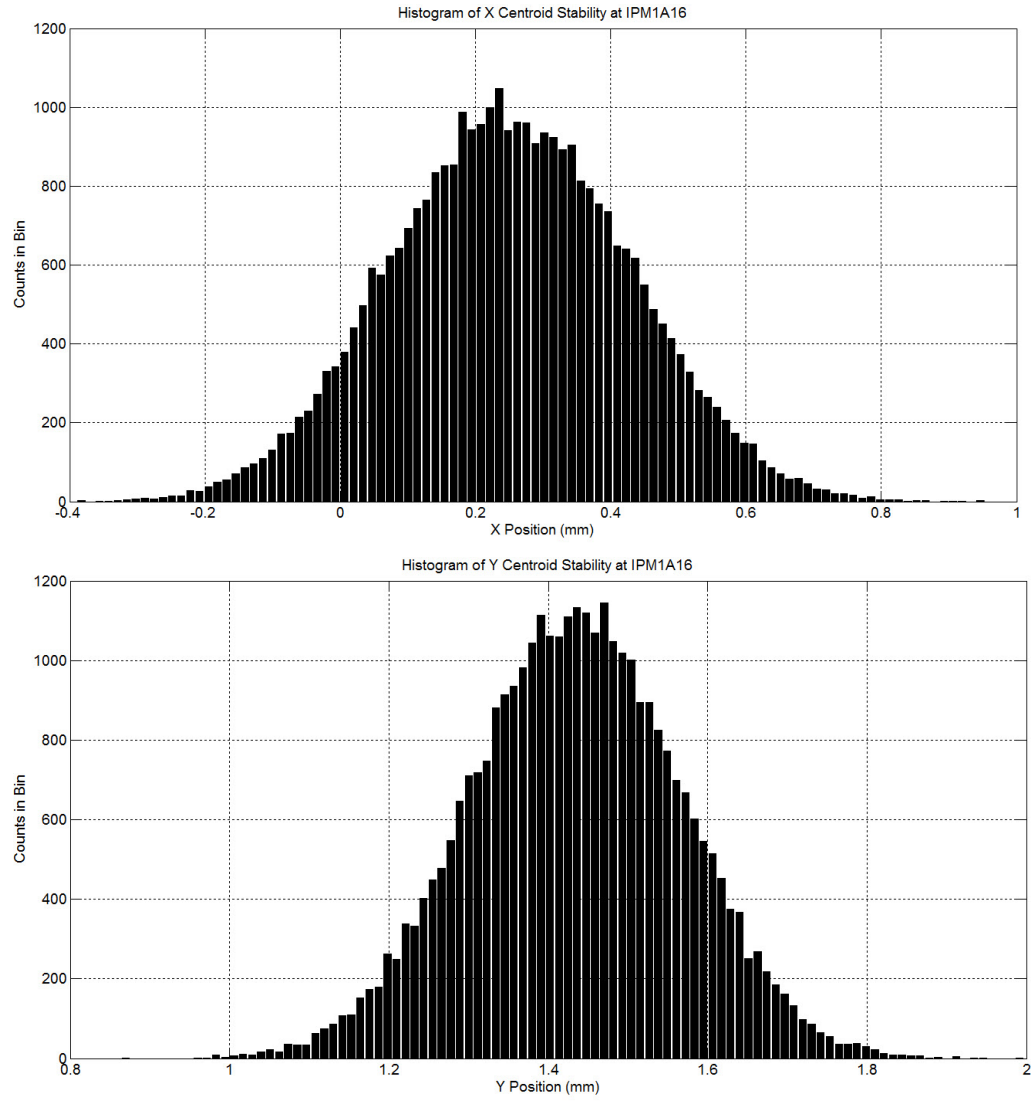 Histogram of X Centroid Stability at IPM1A16
1200
1000
800
600
400
200
0
Counts in Bin
-0.4 -0.2 0 0.2 0.4 0.6 0.8 1
X Position (mm)
Histogram of Y Centroid Stability at IPM1A16
1200
1000
800
600
400
200
0
Counts in Bin
0.8 1 1.2 1.4 1.6 1.8 2
Y Position (mm)